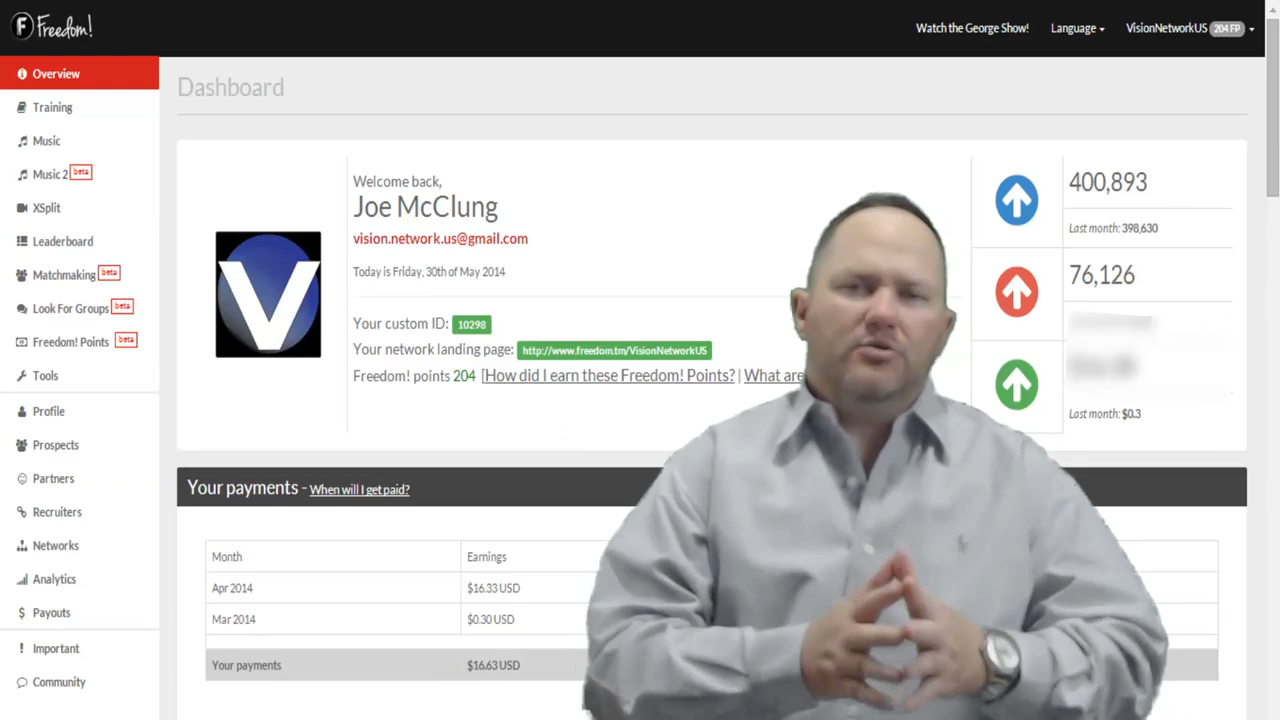 F Freedom!
Watch the George Show! Language VisionNetworkUS 204 FP
Overview
Training
Music
Music 2 beta
XSplit
Leaderboard
Matchmaking beta
Look For Groups beta
Freedom! Points beta
Tools
Profile
Prospects
Partners
Recruiters
Networks
Analytics
$ Payouts
! Important
Community
Dashboard
V
Welcome back,
Joe McClung
vision.network.us@gmail.com
Today is Friday, 30th of May 2014
Your custom ID: 10298
Your network landing page: http://www.freedom.tm/VisionNetworkUS
Freedom! points 204 [How did I earn these Freedom! Points? | What are
400,893
Last month: 398,630
76,126
Last month: $0.3
Your payments - When will I get paid?
Month Earnings
Apr 2014 $16.33 USD
Mar 2014 $0.30 USD
Your payments $16.63 USD